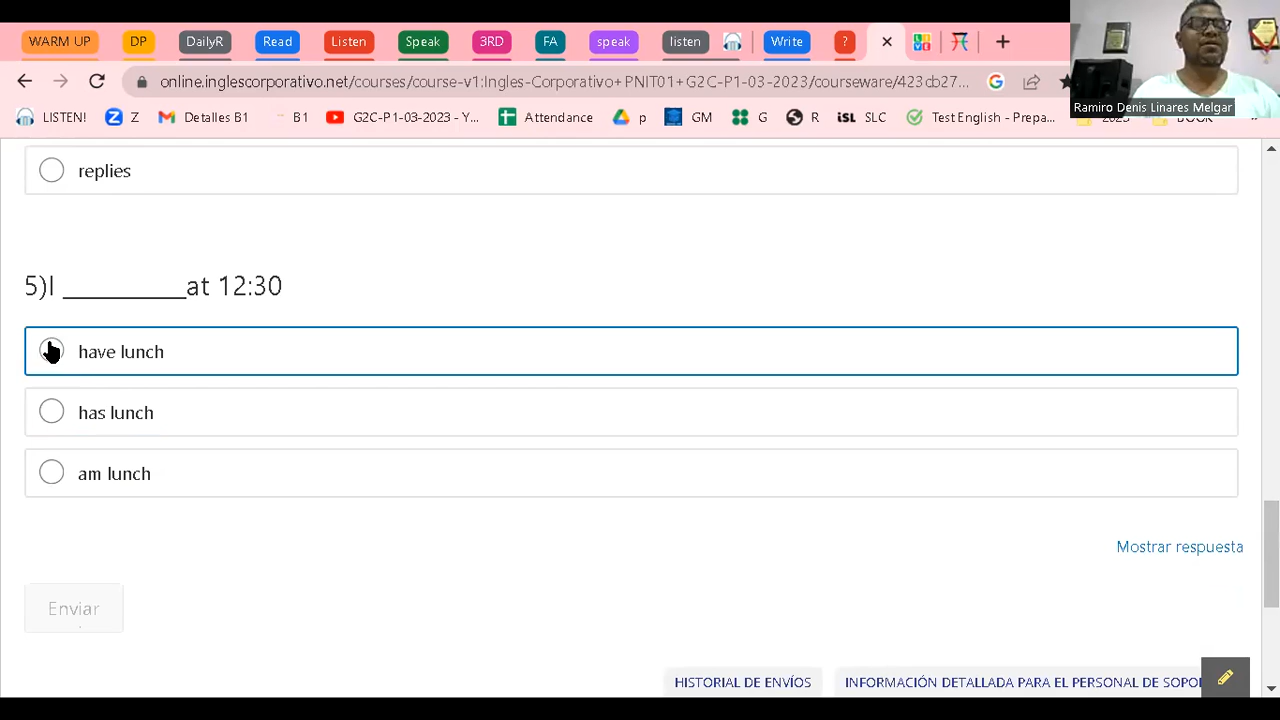 WARM UP DP DailyR Read Listen Speak 3RD FA speak listen Write ?
online.inglescorporativo.net/courses/course-v1:Ingles-Corporativo+PNIT01+G2C-P1-03-2023/courseware/423cb27...
Ramiro Denis Linares Melgar
LISTEN! Z Detalles B1 B1 G2C-P1-03-2023 - Y... Attendance p GM G R SLC Test English - Prepa... 2023 BOOK
replies
5)I __________at 12:30
have lunch
has lunch
am lunch
Mostrar respuesta
Enviar
HISTORIAL DE ENVÍOS INFORMACIÓN DETALLADA PARA EL PERSONAL DE SOPO